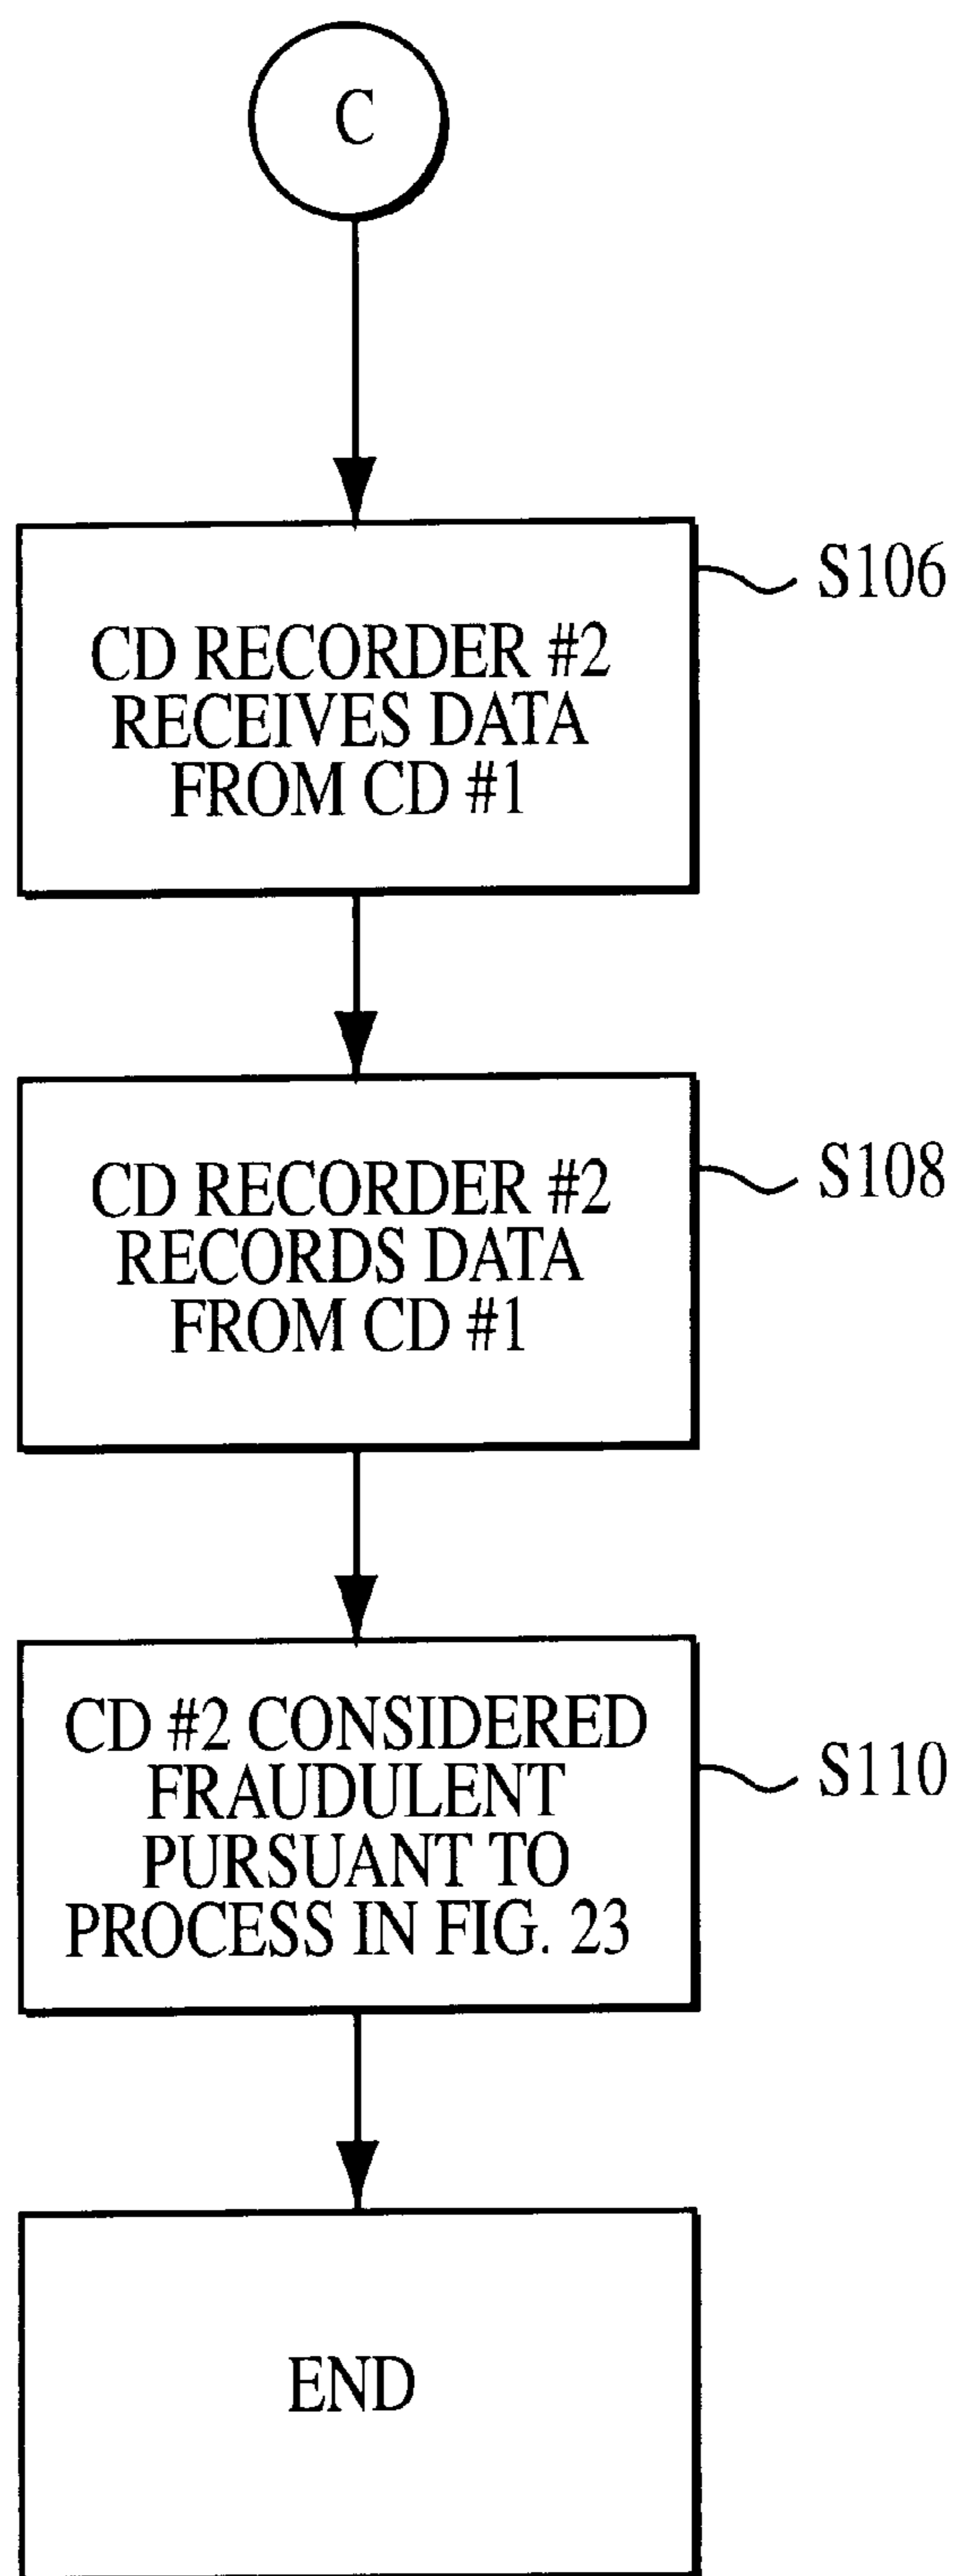 C
CD RECORDER #2
RECEIVES DATA
FROM CD #1
S106
CD RECORDER #2
RECORDS DATA
FROM CD #1
S108
CD #2 CONSIDERED
FRAUDULENT
PURSUANT TO
PROCESS IN FIG. 23
S110
END